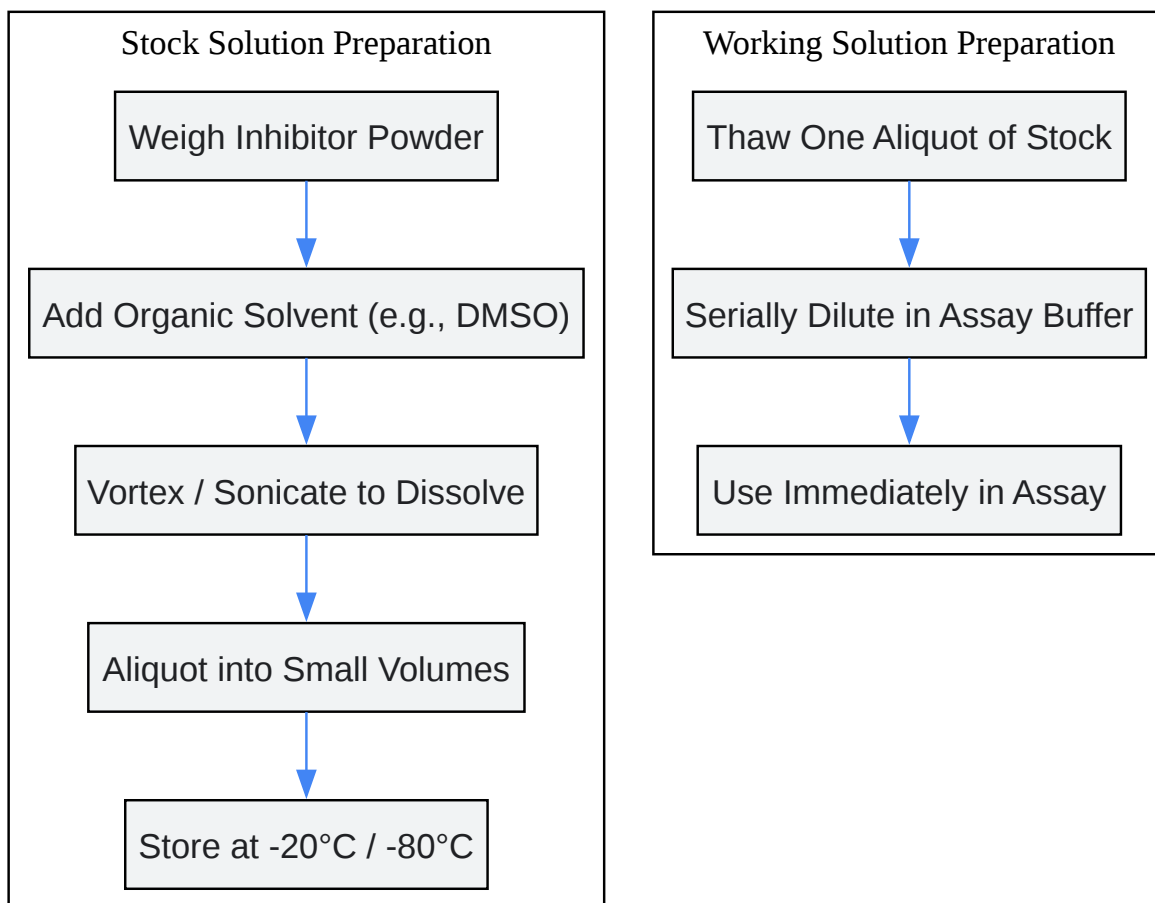 Stock Solution Preparation
Weigh Inhibitor Powder
Add Organic Solvent (e.g., DMSO)
Vortex / Sonicate to Dissolve
Aliquot into Small Volumes
Store at -20°C / -80°C
Working Solution Preparation
Thaw One Aliquot of Stock
Serially Dilute in Assay Buffer
Use Immediately in Assay